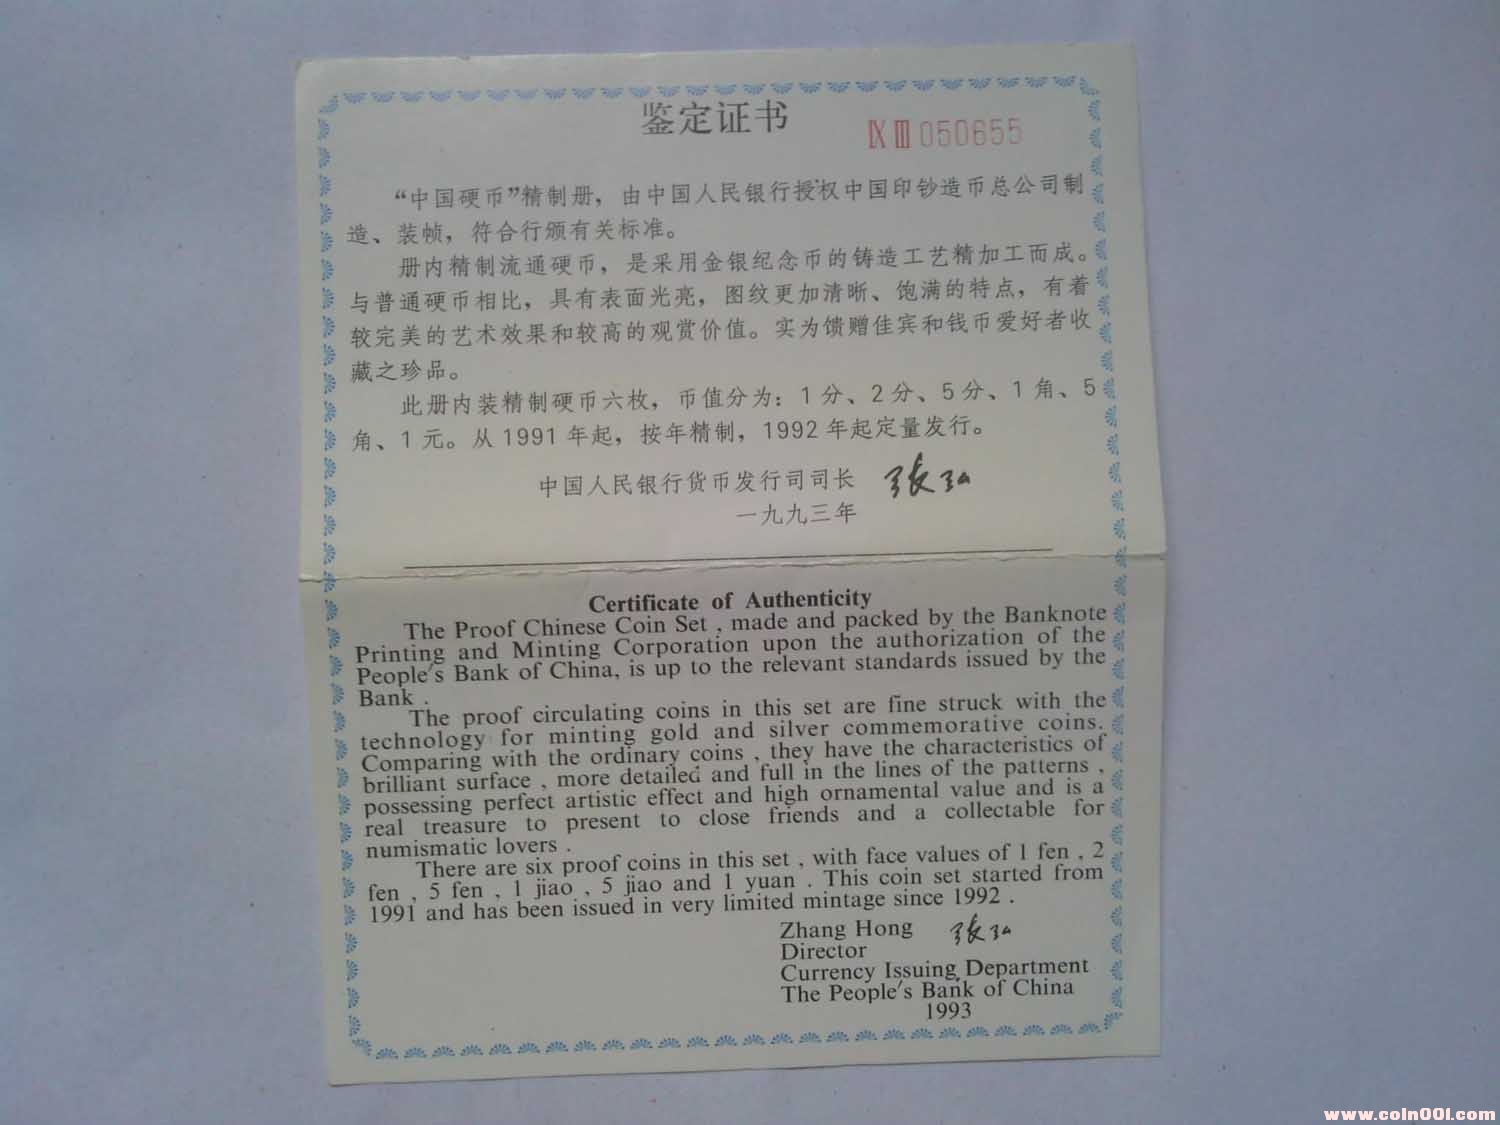 鉴定证书
ⅨⅢ050655
“中国硬币”精制册，由中国人民银行授权中国印钞造币总公司制
造、装帧，符合行颁有关标准。
册内精制流通硬币，是采用金银纪念币的铸造工艺精加工而成。
与普通硬币相比，具有表面光亮，图纹更加清晰、饱满的特点，有着
较完美的艺术效果和较高的观赏价值。实为馈赠佳宾和钱币爱好者收
藏之珍品。
此册内装精制硬币六枚，币值分为：1分、2分、5分、1角、5
角、1元。从1991年起，按年精制，1992年起定量发行。
中国人民银行货币发行司司长 张弘
一九九三年
Certificate of Authenticity
The Proof Chinese Coin Set , made and packed by the Banknote
Printing and Minting Corporation upon the authorization of the
People's Bank of China, is up to the relevant standards issued by the
Bank .
The proof circulating coins in this set are fine struck with the
technology for minting gold and silver commemorative coins.
Comparing with the ordinary coins , they have the characteristics of
brilliant surface , more detailed and full in the lines of the patterns ,
possessing perfect artistic effect and high ornamental value and is a
real treasure to present to close friends and a collectable for
numismatic lovers .
There are six proof coins in this set , with face values of 1 fen , 2
fen , 5 fen , 1 jiao , 5 jiao and 1 yuan . This coin set started from
1991 and has been issued in very limited mintage since 1992 .
Zhang Hong 张弘
Director
Currency Issuing Department
The People's Bank of China
1993
www.coin001.com